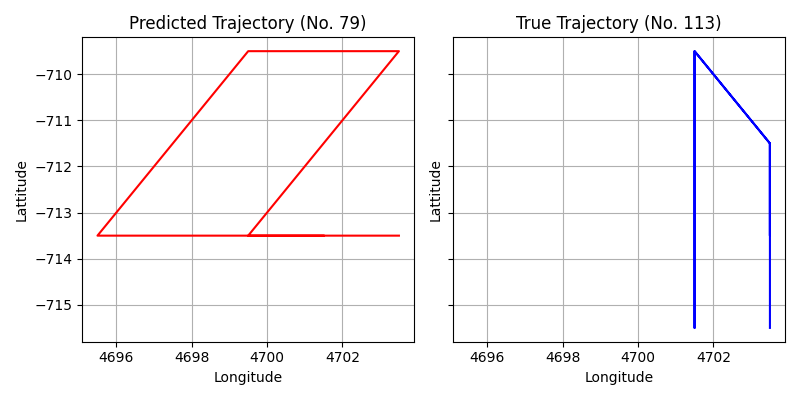 Predicted Trajectory (No. 79)
True Trajectory (No. 113)
−710
−711
−712
−713
−714
−715
Lattitude
Lattitude
4696
4698
4700
4702
4696
4698
4700
4702
Longitude
Longitude